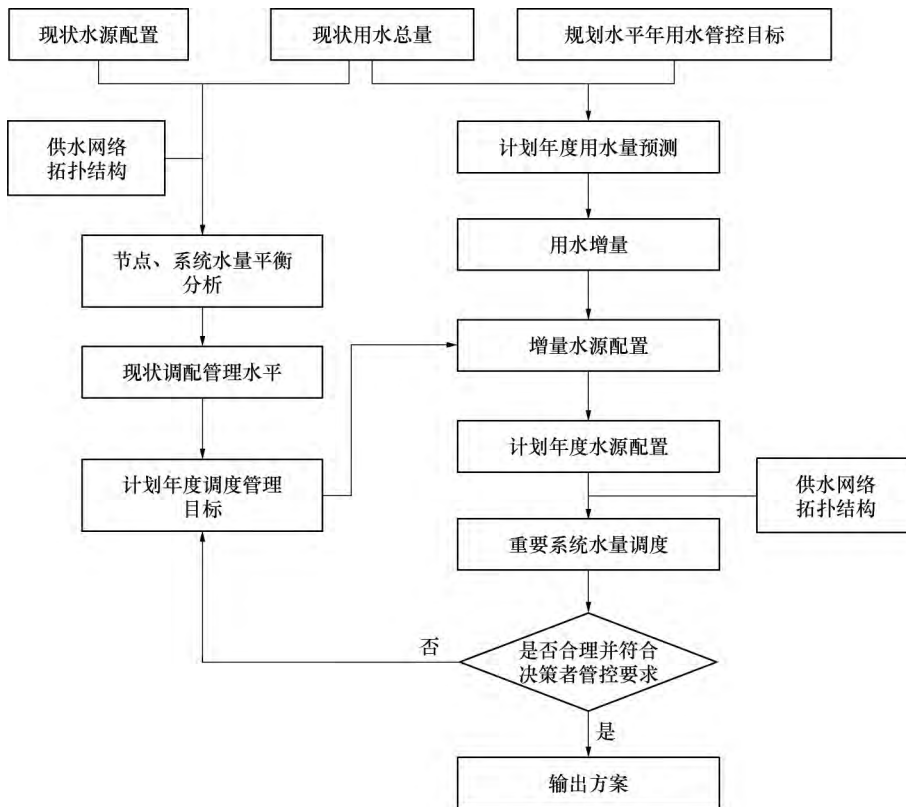 现状水源配置
现状用水总量
规划水平年用水管控目标
供水网络
拓扑结构
计划年度用水量预测
节点、系统水量平衡
分析
用水增量
现状调配管理水平
增量水源配置
计划年度调度管理
目标
计划年度水源配置
供水网络
拓扑结构
重要系统水量调度
否
是否合理并符合
决策者管控要求
是
输出方案